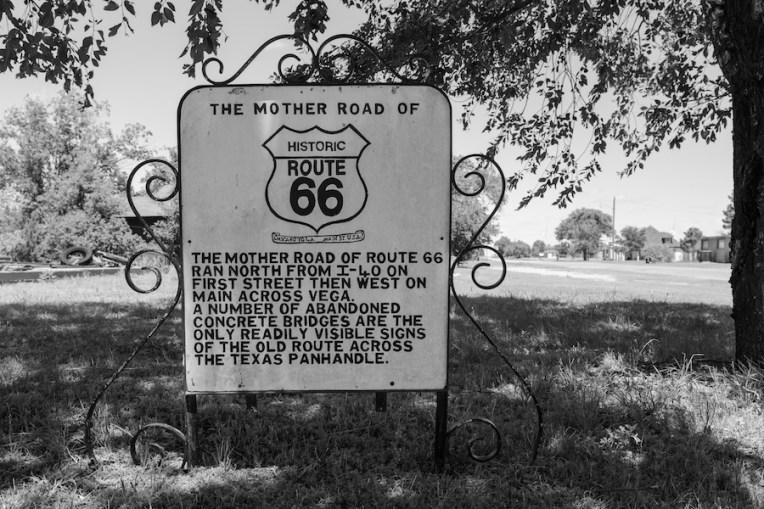 THE MOTHER ROAD OF
HISTORIC
ROUTE
66
MAIN ST. U.S.A.
THE MOTHER ROAD OF ROUTE 66
RAN NORTH FROM I-40 ON
FIRST STREET THEN WEST ON
MAIN ACROSS VEGA.
A NUMBER OF ABANDONED
CONCRETE BRIDGES ARE THE
ONLY READILY VISIBLE SIGNS
OF THE OLD ROUTE ACROSS
THE TEXAS PANHANDLE.